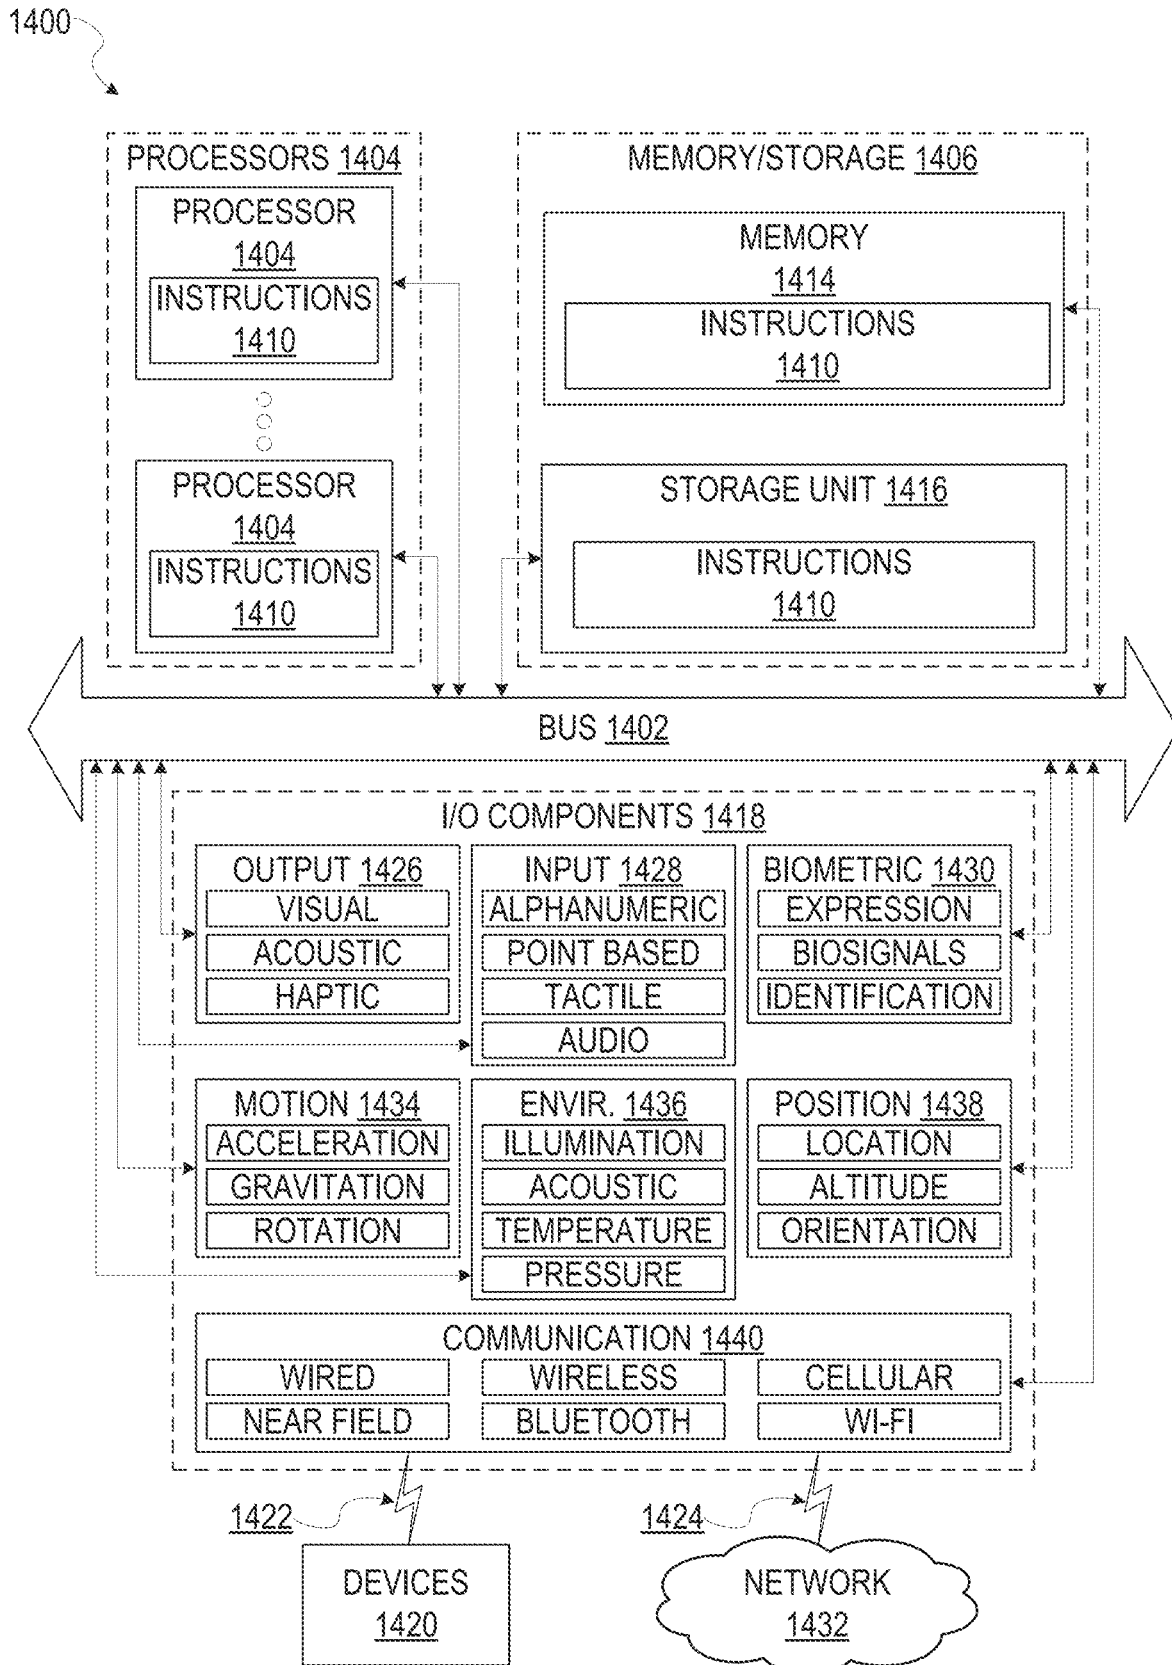 1400
PROCESSORS 1404
PROCESSOR
1404
INSTRUCTIONS
1410
PROCESSOR
1404
INSTRUCTIONS
1410
MEMORY/STORAGE 1406
MEMORY
1414
INSTRUCTIONS
1410
STORAGE UNIT 1416
INSTRUCTIONS
1410
BUS 1402
I/O COMPONENTS 1418
OUTPUT 1426
VISUAL
ACOUSTIC
HAPTIC
INPUT 1428
ALPHANUMERIC
POINT BASED
TACTILE
AUDIO
BIOMETRIC 1430
EXPRESSION
BIOSIGNALS
IDENTIFICATION
MOTION 1434
ACCELERATION
GRAVITATION
ROTATION
ENVIR. 1436
ILLUMINATION
ACOUSTIC
TEMPERATURE
PRESSURE
POSITION 1438
LOCATION
ALTITUDE
ORIENTATION
COMMUNICATION 1440
WIRED
WIRELESS
CELLULAR
NEAR FIELD
BLUETOOTH
WI-FI
1422
1424
DEVICES
1420
NETWORK
1432